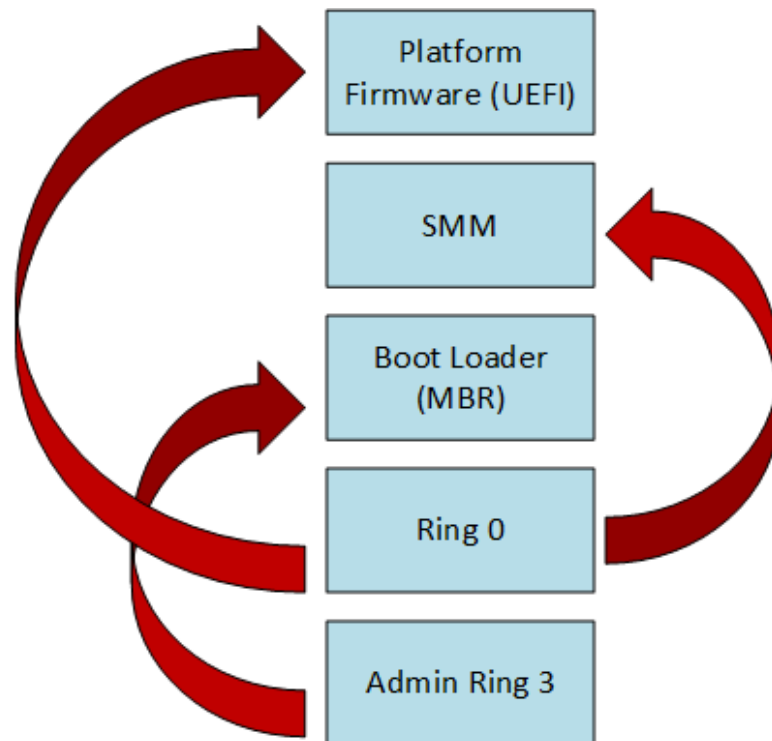 Platform
Firmware (UEFI)
SMM
Boot Loader
(MBR)
Ring 0
Admin Ring 3